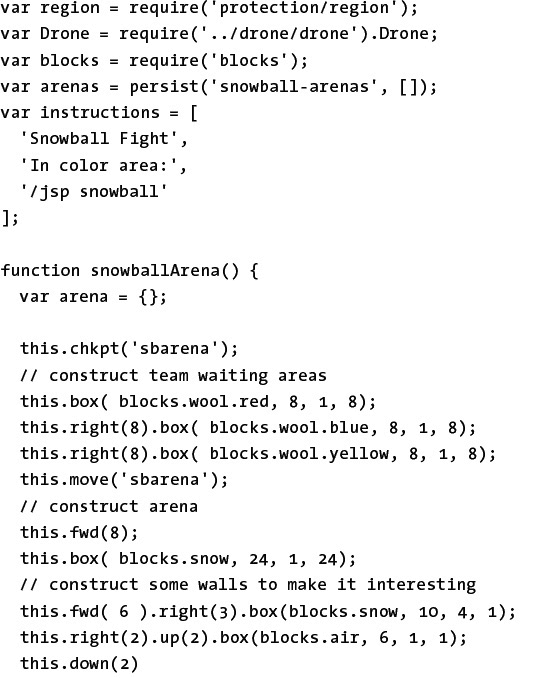 var region = require('protection/region');
var Drone = require('../drone/drone').Drone;
var blocks = require('blocks');
var arenas = persist('snowball-arenas', []);
var instructions = [
  'Snowball Fight',
  'In color area:',
  '/jsp snowball'
];

function snowballArena() {
  var arena = {};

  this.chkpt('sbarena');
  // construct team waiting areas
  this.box( blocks.wool.red, 8, 1, 8);
  this.right(8).box( blocks.wool.blue, 8, 1, 8);
  this.right(8).box( blocks.wool.yellow, 8, 1, 8);
  this.move('sbarena');
  // construct arena
  this.fwd(8);
  this.box( blocks.snow, 24, 1, 24);
  // construct some walls to make it interesting
  this.fwd( 6 ).right(3).box(blocks.snow, 10, 4, 1);
  this.right(2).up(2).box(blocks.air, 6, 1, 1);
  this.down(2)